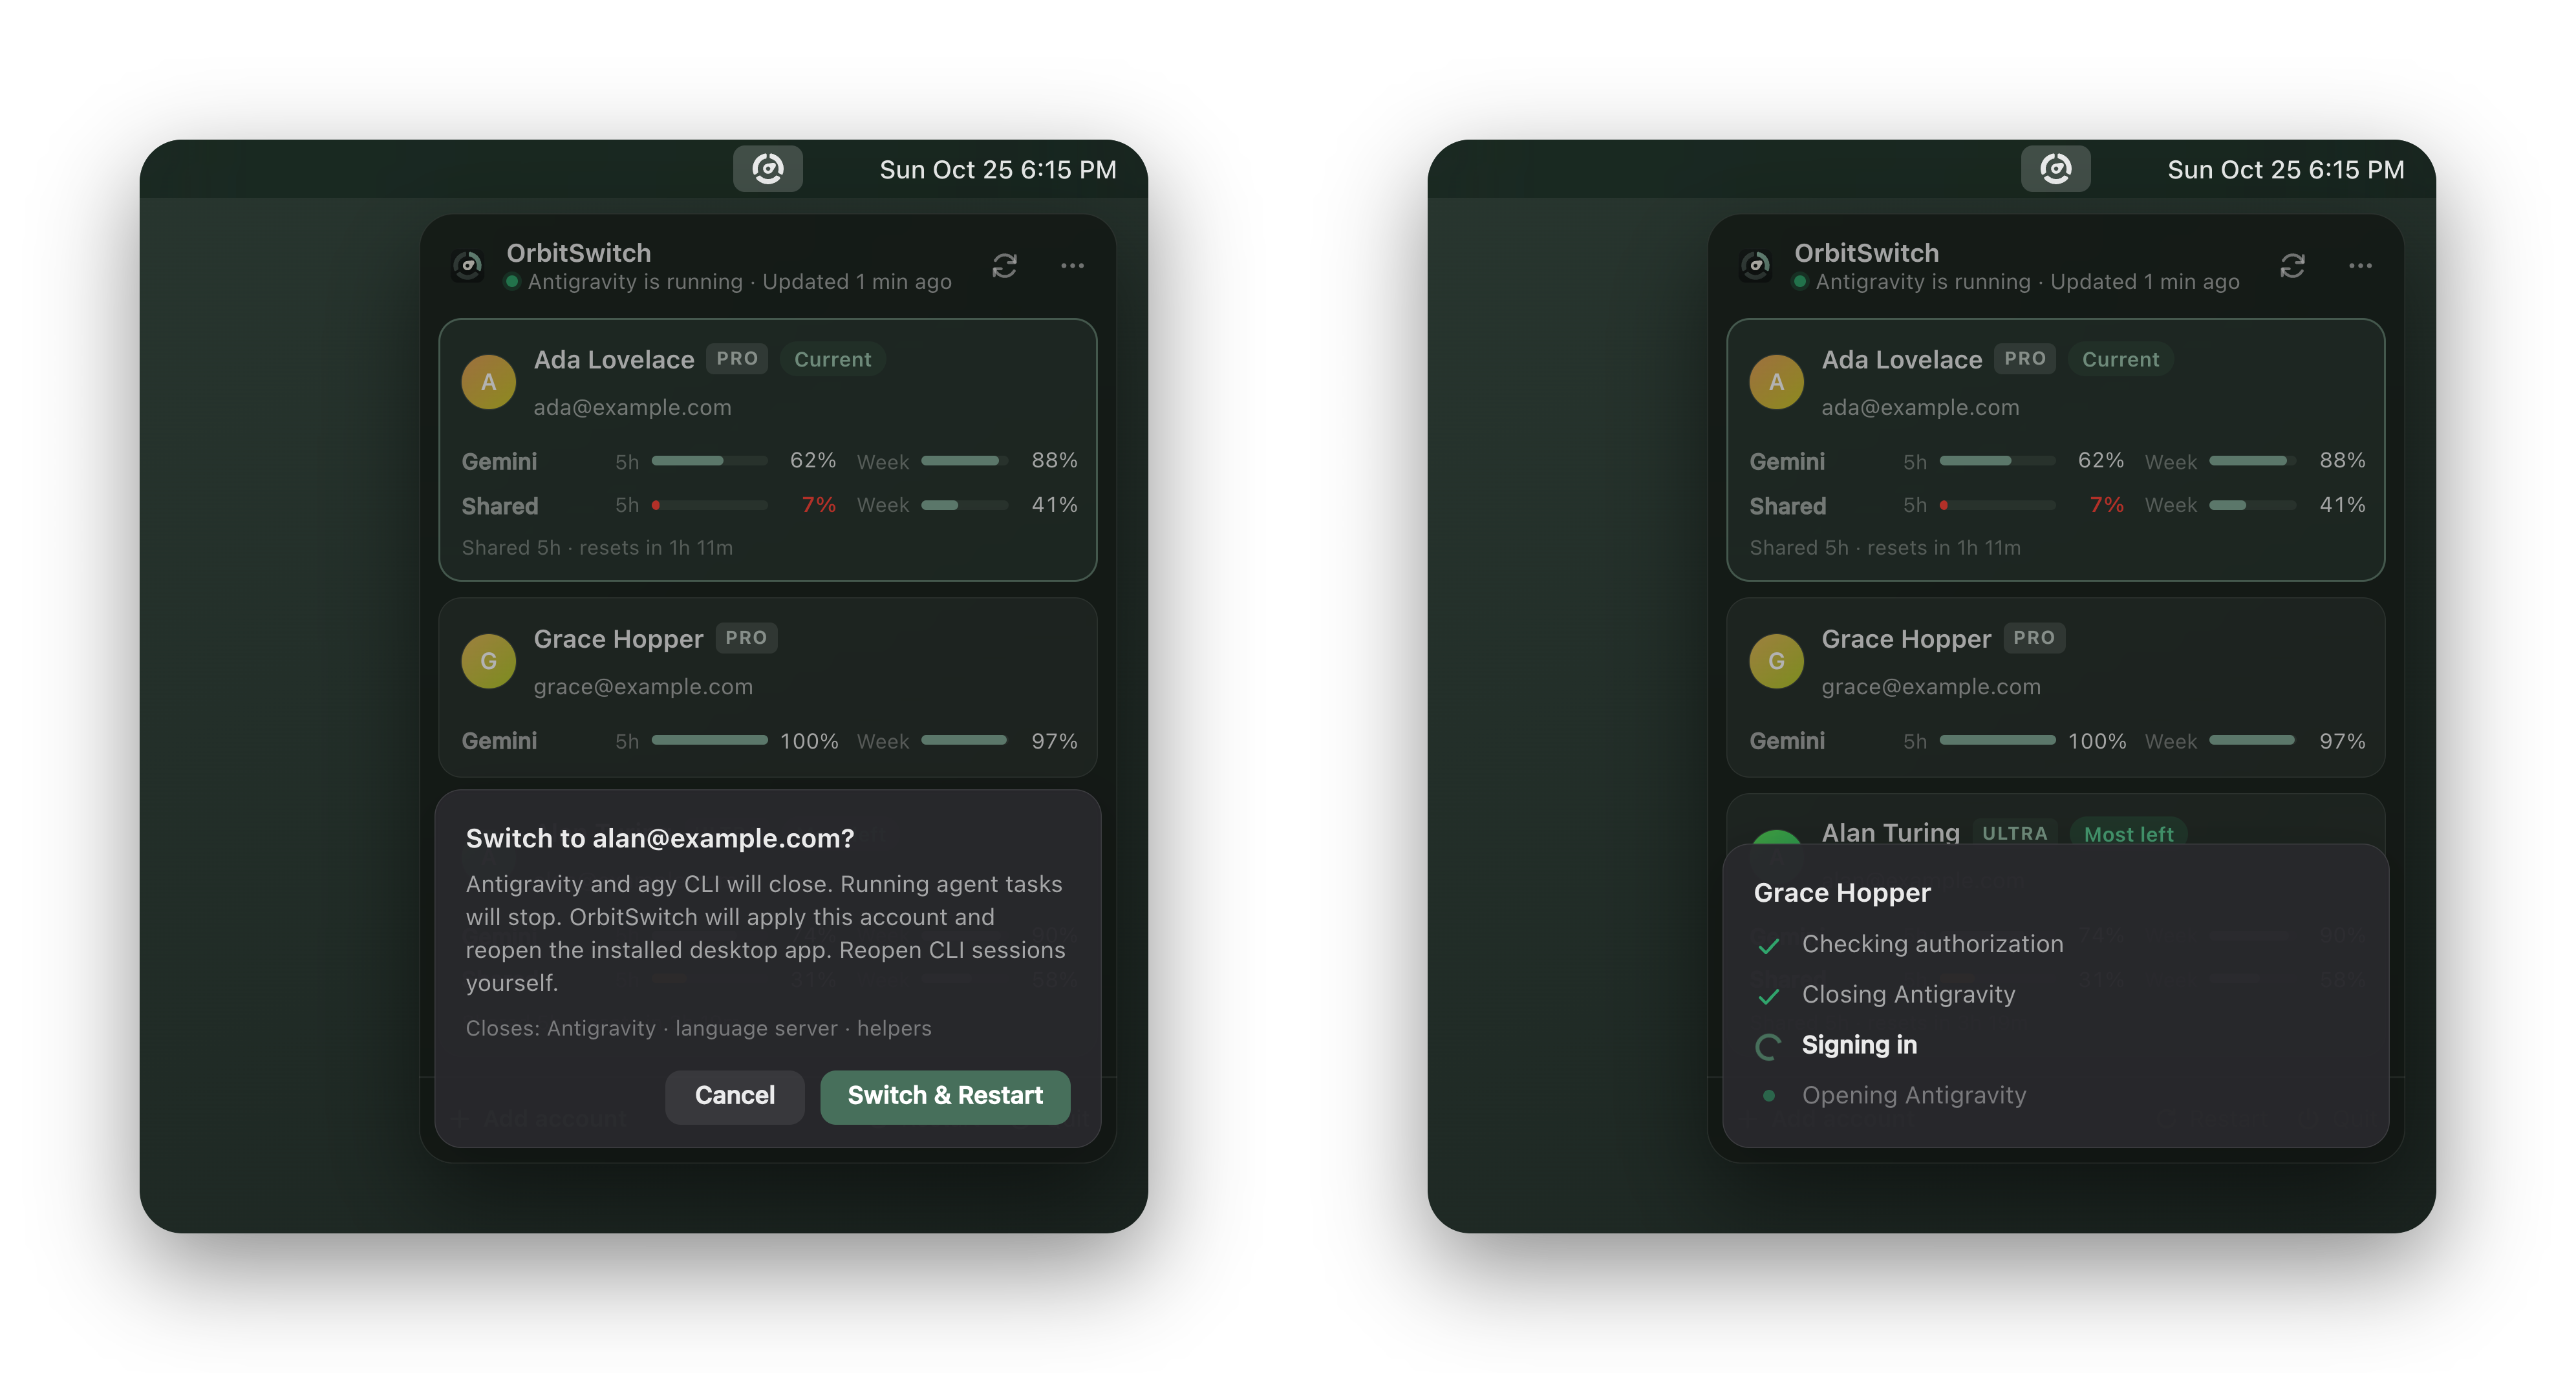 Sun Oct 25 6:15 PM
OrbitSwitch
Antigravity is running · Updated 1 min ago
A
Ada Lovelace PRO Current
ada@example.com
Gemini 5h 62% Week 88%
Shared 5h 7% Week 41%
Shared 5h · resets in 1h 11m
G
Grace Hopper PRO
grace@example.com
Gemini 5h 100% Week 97%
Switch to alan@example.com?
Antigravity and agy CLI will close. Running agent tasks
will stop. OrbitSwitch will apply this account and
reopen the installed desktop app. Reopen CLI sessions
yourself.
Closes: Antigravity · language server · helpers
Cancel Switch & Restart
Add account
Sun Oct 25 6:15 PM
OrbitSwitch
Antigravity is running · Updated 1 min ago
A
Ada Lovelace PRO Current
ada@example.com
Gemini 5h 62% Week 88%
Shared 5h 7% Week 41%
Shared 5h · resets in 1h 11m
G
Grace Hopper PRO
grace@example.com
Gemini 5h 100% Week 97%
Alan Turing ULTRA Most left
Grace Hopper
Checking authorization
Closing Antigravity
Signing in
Opening Antigravity